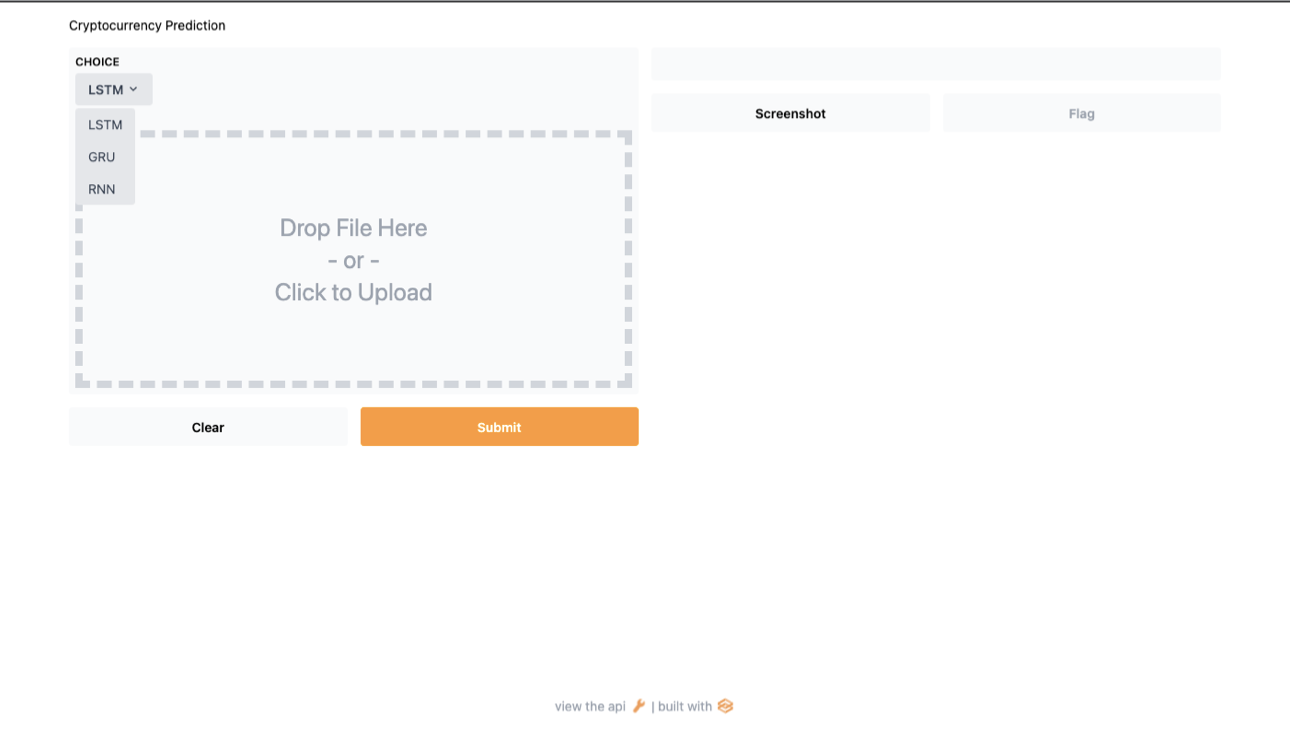 Cryptocurrency Prediction
CHOICE
LSTM
LSTM
GRU
RNN
Drop File Here
- or -
Click to Upload
Clear
Submit
Screenshot
Flag
view the api | built with